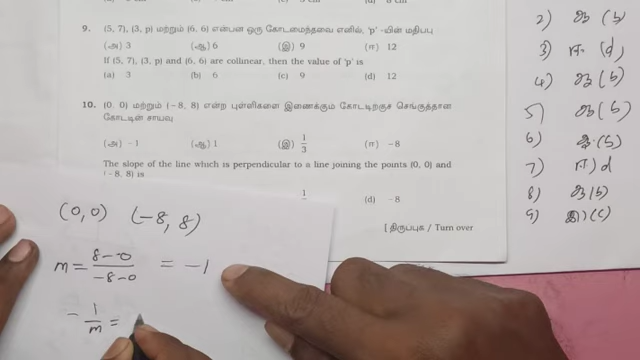 9. (5, 7), (3, p) மற்றும் (6, 6) என்பன ஒரு கோடமைந்தவை எனில், 'p' -யின் மதிப்பு
(அ) 3 (ஆ) 6 (இ) 9 (ஈ) 12
If (5, 7), (3, p) and (6, 6) are collinear, then the value of 'p' is
(a) 3 (b) 6 (c) 9 (d) 12
10. (0, 0) மற்றும் (−8, 8) என்ற புள்ளிகளை இணைக்கும் கோட்டிற்குச் செங்குத்தான
கோட்டின் சாய்வு
(அ) −1 (ஆ) 1 (இ) 1/3 (ஈ) −8
The slope of the line which is perpendicular to a line joining the points (0, 0) and
(−8, 8) is
1 (d) −8
[ திருப்புக / Turn over
(0,0) (−8, 8)
m = 8−0/−8−0 = −1
− 1/m =
2) ஆ (b)
3) ஈ (d)
4) ஆ (b)
5) ஆ (b)
6) ஆ (b)
7) ஈ) d
8) ஆ (b)
9) இ) (c)